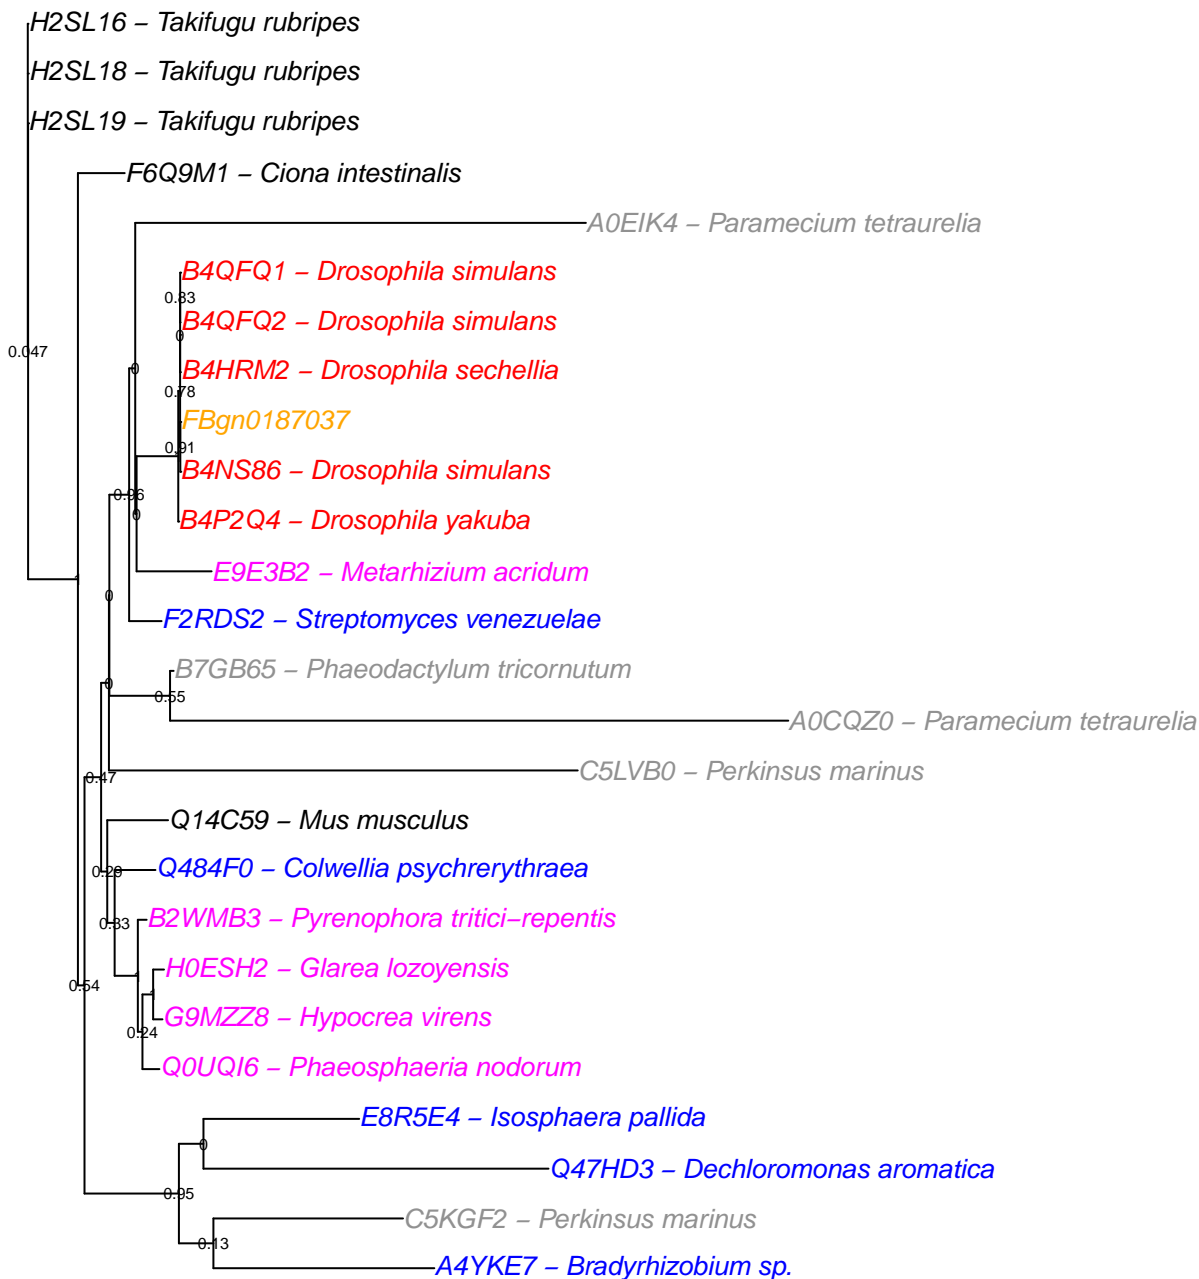 H2SL16 – Takifugu rubripes
H2SL18 – Takifugu rubripes
H2SL19 – Takifugu rubripes
F6Q9M1 – Ciona intestinalis
A0EIK4 – Paramecium tetraurelia
B4QFQ1 – Drosophila simulans
0.83
B4QFQ2 – Drosophila simulans
0
0.047
B4HRM2 – Drosophila sechellia
0
0.78
FBgn0187037
0.91
B4NS86 – Drosophila simulans
0.96
0
B4P2Q4 – Drosophila yakuba
E9E3B2 – Metarhizium acridum
1
0
F2RDS2 – Streptomyces venezuelae
B7GB65 – Phaeodactylum tricornutum
0
0.55
A0CQZ0 – Paramecium tetraurelia
C5LVB0 – Perkinsus marinus
0.47
Q14C59 – Mus musculus
0.29
Q484F0 – Colwellia psychrerythraea
0.33
B2WMB3 – Pyrenophora tritici–repentis
H0ESH2 – Glarea lozoyensis
1
0.54
1
G9MZZ8 – Hypocrea virens
0.24
Q0UQI6 – Phaeosphaeria nodorum
E8R5E4 – Isosphaera pallida
0
Q47HD3 – Dechloromonas aromatica
0.95
C5KGF2 – Perkinsus marinus
0.13
A4YKE7 – Bradyrhizobium sp.